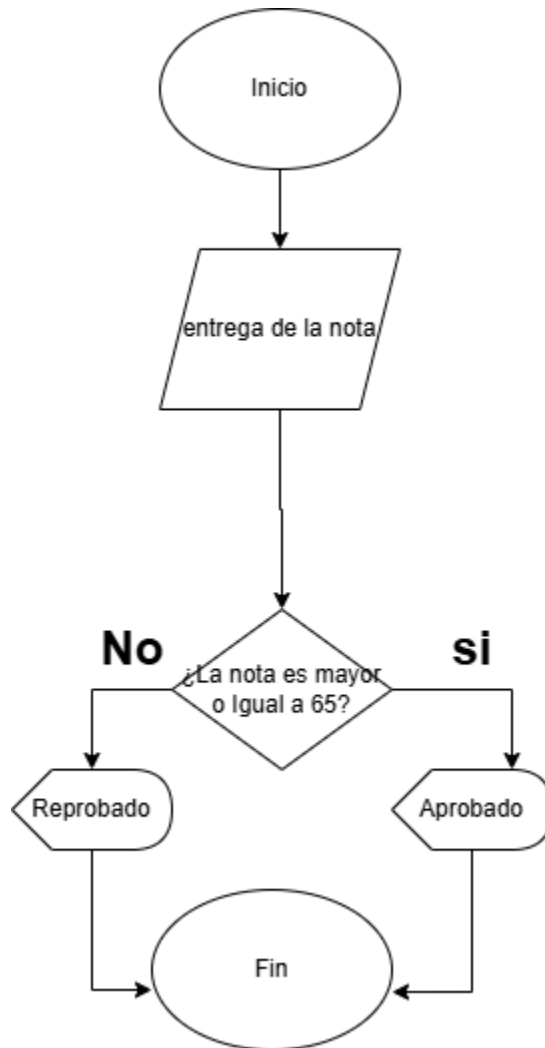 Inicio
entrega de la nota
No
si
¿La nota es mayor
o Igual a 65?
Reprobado
Aprobado
Fin